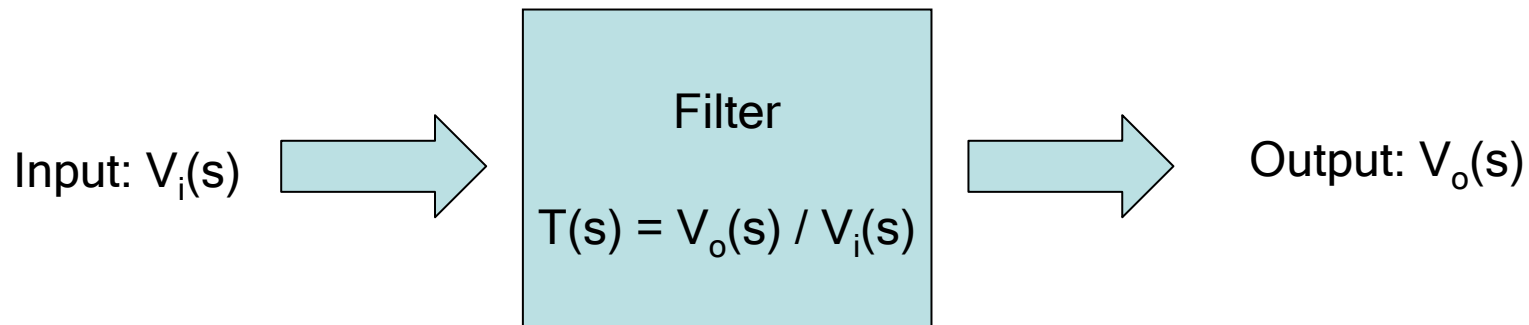 Input: Vᵢ(s)
Filter
T(s) = Vₒ(s) / Vᵢ(s)
Output: Vₒ(s)